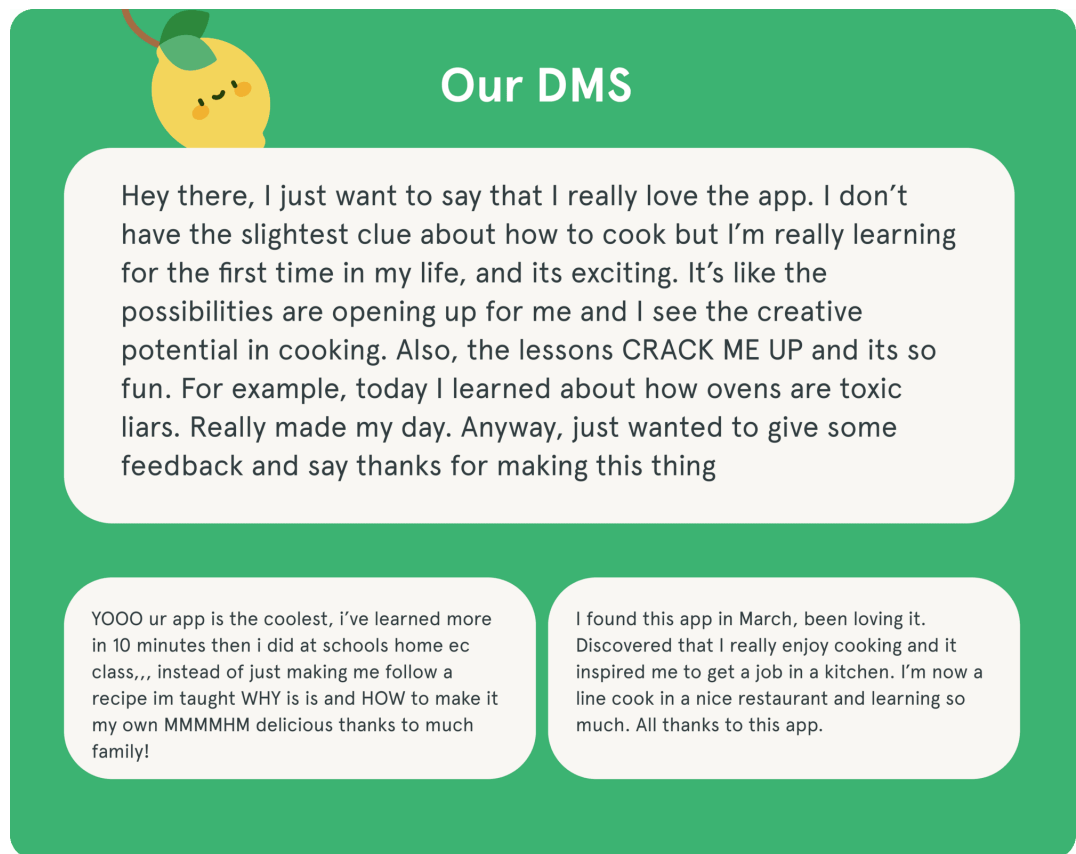 Our DMS
Hey there, I just want to say that I really love the app. I don’t
have the slightest clue about how to cook but I’m really learning
for the first time in my life, and its exciting. It’s like the
possibilities are opening up for me and I see the creative
potential in cooking. Also, the lessons CRACK ME UP and its so
fun. For example, today I learned about how ovens are toxic
liars. Really made my day. Anyway, just wanted to give some
feedback and say thanks for making this thing
YOOO ur app is the coolest, i’ve learned more
in 10 minutes then i did at schools home ec
class,,, instead of just making me follow a
recipe im taught WHY is is and HOW to make it
my own MMMMHM delicious thanks to much
family!
I found this app in March, been loving it.
Discovered that I really enjoy cooking and it
inspired me to get a job in a kitchen. I’m now a
line cook in a nice restaurant and learning so
much. All thanks to this app.